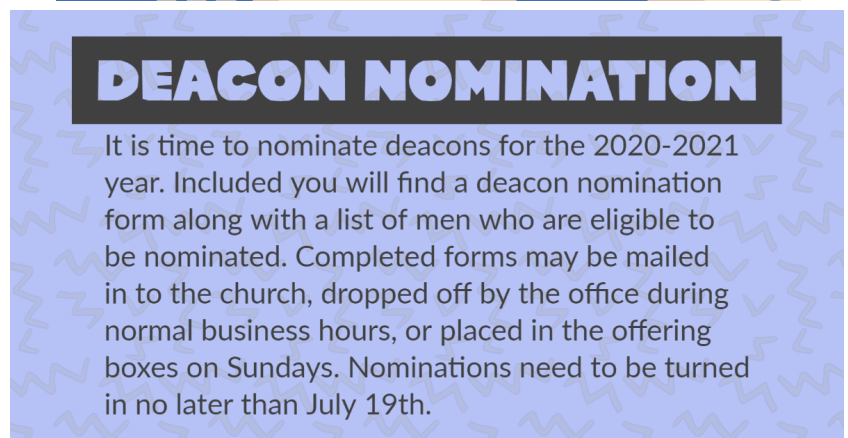 DEACON NOMINATION
It is time to nominate deacons for the 2020-2021
year. Included you will find a deacon nomination
form along with a list of men who are eligible to
be nominated. Completed forms may be mailed
in to the church, dropped off by the office during
normal business hours, or placed in the offering
boxes on Sundays. Nominations need to be turned
in no later than July 19th.